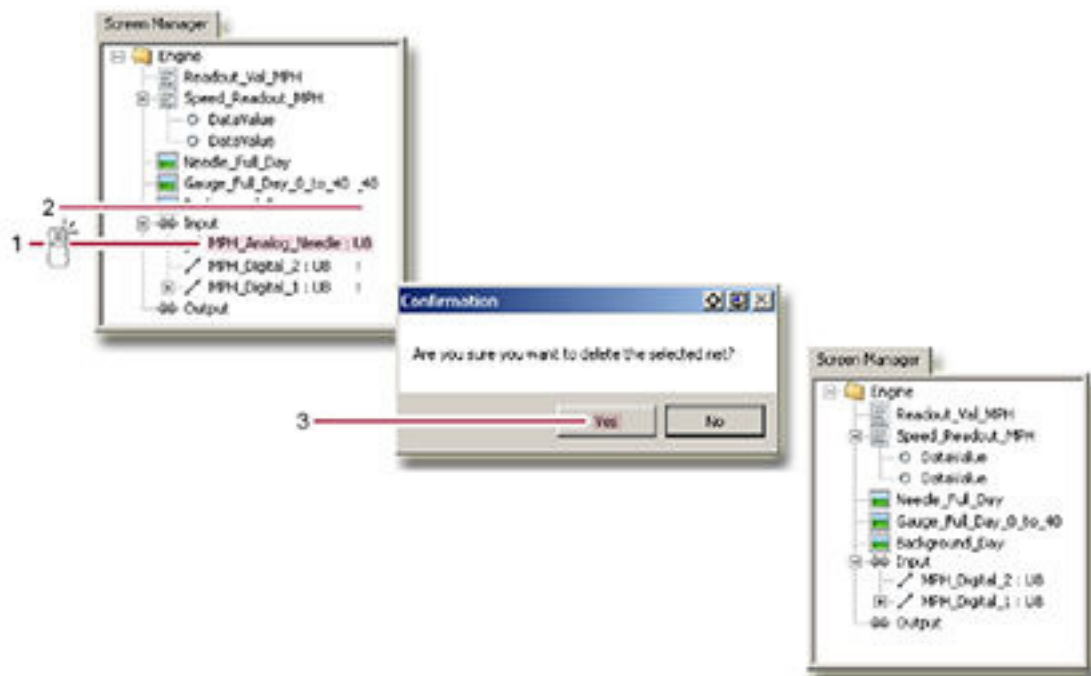 Screen Manager
Engine
Readout_Val_MPH
Speed_Readout_MPH
DataValue
DataValue
Needle_Full_Day
Gauge_Full_Day_0_to_40 _40
2
Input
1
MPH_Analog_Needle : U8
MPH_Digital_2 : U8
MPH_Digital_1 : U8
Output
Confirmation
Are you sure you want to delete the selected net?
3
Yes
No
Screen Manager
Engine
Readout_Val_MPH
Speed_Readout_MPH
DataValue
DataValue
Needle_Full_Day
Gauge_Full_Day_0_to_40
Background_Day
Input
MPH_Digital_2 : U8
MPH_Digital_1 : U8
Output